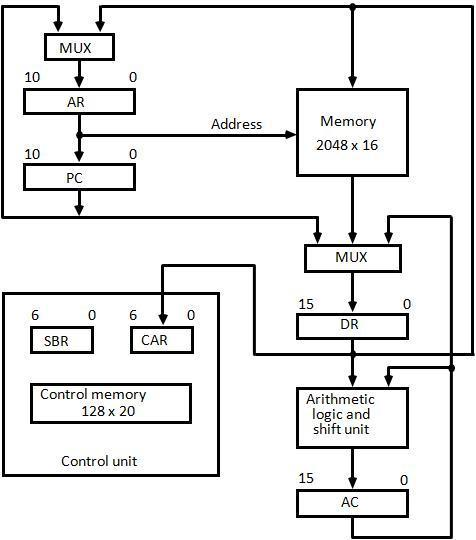 MUX
10 0
AR
Address
Memory
2048 x 16
10 0
PC
MUX
15 0
DR
6 0 6 0
SBR CAR
Control memory
128 x 20
Control unit
Arithmetic
logic and
shift unit
15 0
AC